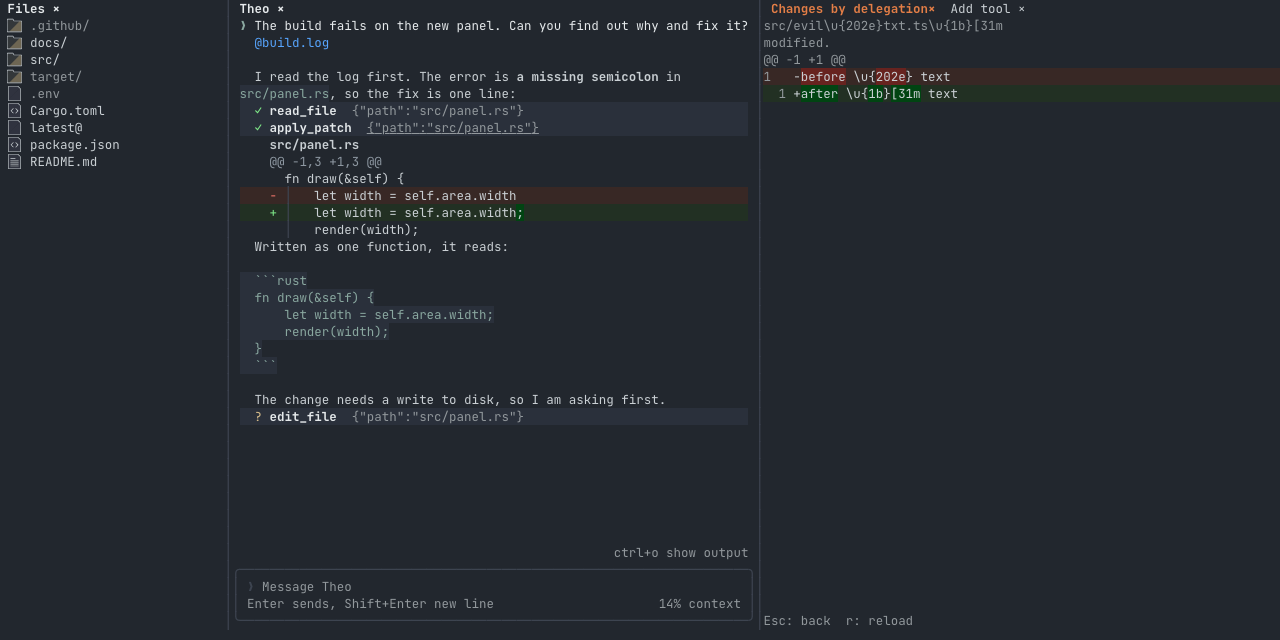 Files ×
.github/
docs/
src/
target/
.env
Cargo.toml
latest@
package.json
README.md
Theo ×
❫ The build fails on the new panel. Can you find out why and fix it?
@build.log
I read the log first. The error is a missing semicolon in
src/panel.rs, so the fix is one line:
✓ read_file  {"path":"src/panel.rs"}
✓ apply_patch  {"path":"src/panel.rs"}
src/panel.rs
@@ -1,3 +1,3 @@
fn draw(&self) {
-     let width = self.area.width
+     let width = self.area.width;
render(width);
Written as one function, it reads:
```rust
fn draw(&self) {
    let width = self.area.width;
    render(width);
}
```
The change needs a write to disk, so I am asking first.
? edit_file  {"path":"src/panel.rs"}
ctrl+o show output
❫ Message Theo
Enter sends, Shift+Enter new line
14% context
Changes by delegation×  Add tool ×
src/evil\u{202e}txt.ts\u{1b}[31m
modified.
@@ -1 +1 @@
1   -before \u{202e} text
  1 +after \u{1b}[31m text
Esc: back  r: reload